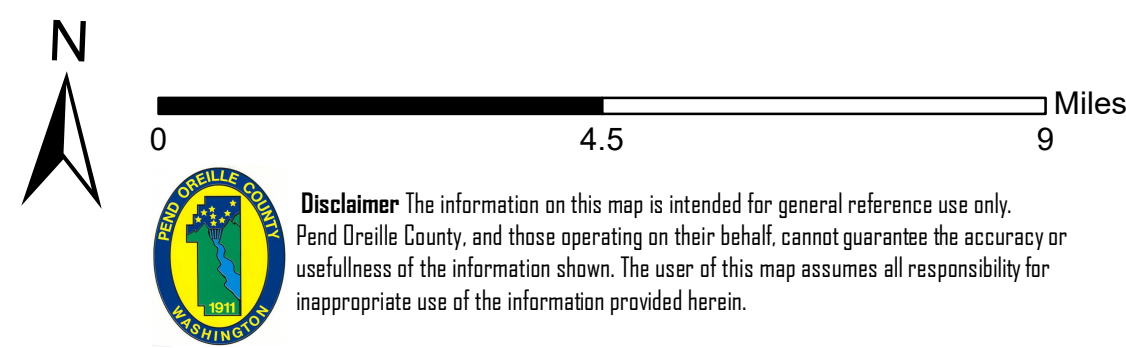 N
Miles
0 4.5 9
PEND OREILLE COUNTY
1911
WASHINGTON
Disclaimer The information on this map is intended for general reference use only.
Pend Oreille County, and those operating on their behalf, cannot guarantee the accuracy or
usefullness of the information shown. The user of this map assumes all responsibility for
inappropriate use of the information provided herein.